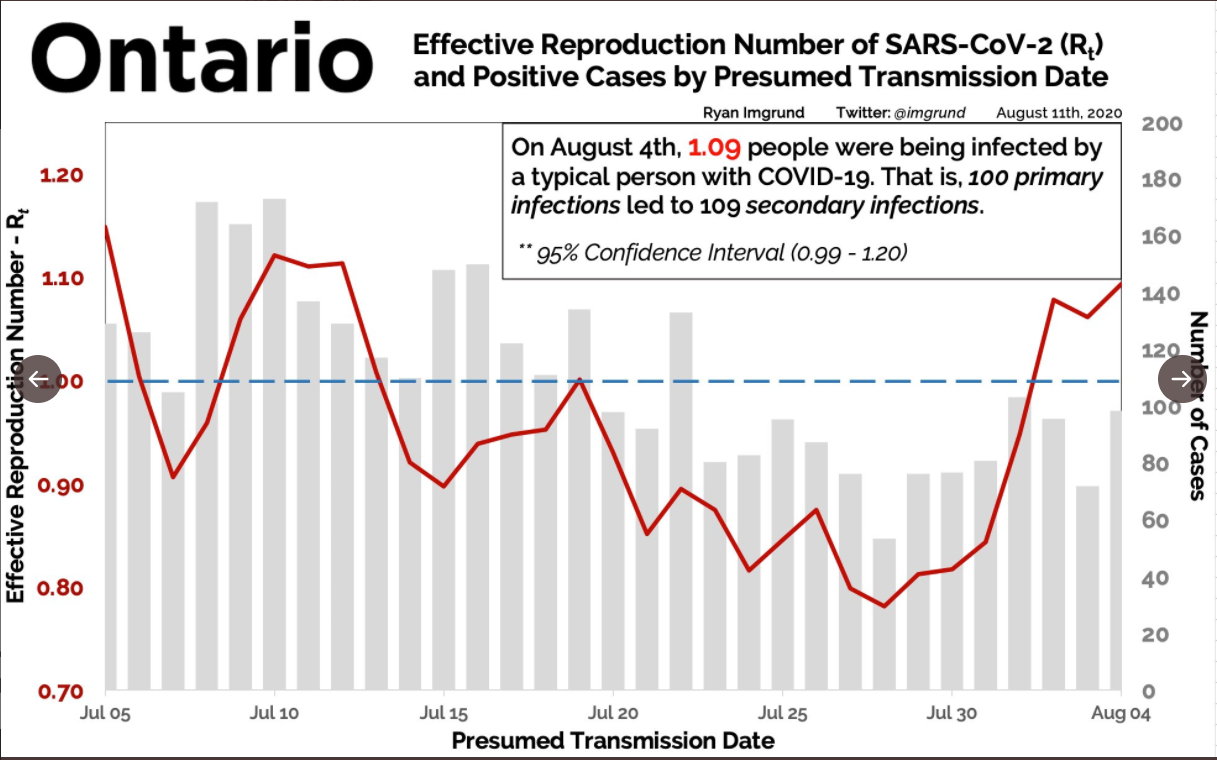 Ontario
Effective Reproduction Number of SARS-CoV-2 (Rt)
and Positive Cases by Presumed Transmission Date
Ryan Imgrund Twitter: @imgrund August 11th, 2020
On August 4th, 1.09 people were being infected by
a typical person with COVID-19. That is, 100 primary
infections led to 109 secondary infections.
** 95% Confidence Interval (0.99 - 1.20)
Effective Reproduction Number - Rt
1.20
1.10
1.00
0.90
0.80
0.70
200
180
160
140
120
100
80
60
40
20
0
Number of Cases
Jul 05 Jul 10 Jul 15 Jul 20 Jul 25 Jul 30 Aug 04
Presumed Transmission Date